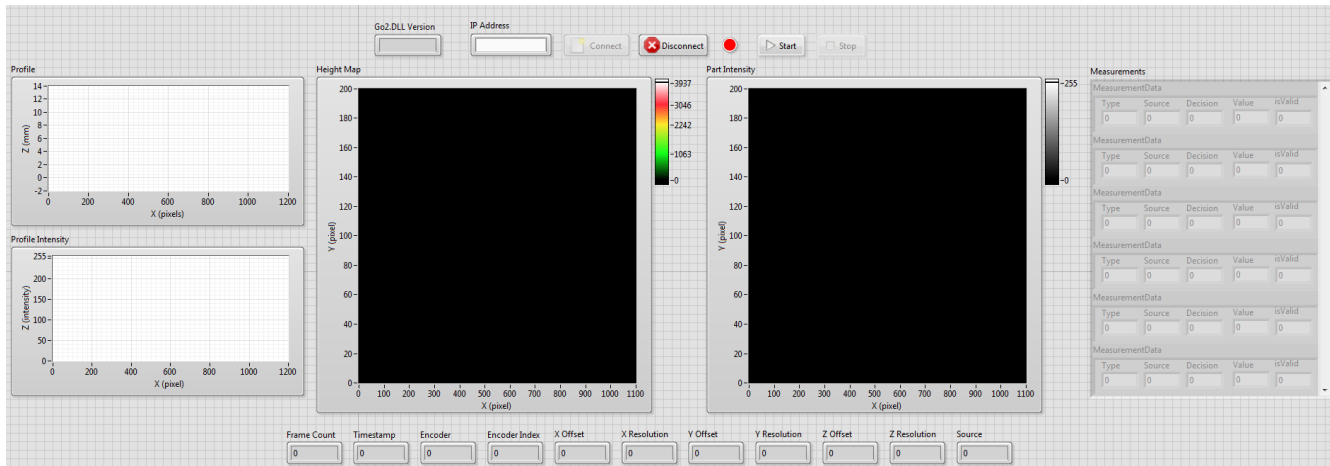 Go2.DLL Version
IP Address
Connect
Disconnect
Start
Stop
Profile
14
12
10
8
6
4
2
0
-2
Z (mm)
0 200 400 600 800 1000 1200
X (pixels)
Profile Intensity
255
200
150
100
50
0
Z (intensity)
0 200 400 600 800 1000 1200
X (pixel)
Height Map
200
180
160
140
120
100
80
60
40
20
0
Y (pixel)
0 100 200 300 400 500 600 700 800 900 1000 1100
X (pixel)
3937
3046
2242
1063
0
Part Intensity
200
180
160
140
120
100
80
60
40
20
0
Y (pixel)
0 100 200 300 400 500 600 700 800 900 1000 1100
X (pixel)
255
0
Measurements
MeasurementData
Type Source Decision Value isValid
0 0 0 0 0
MeasurementData
Type Source Decision Value isValid
0 0 0 0 0
MeasurementData
Type Source Decision Value isValid
0 0 0 0 0
MeasurementData
Type Source Decision Value isValid
0 0 0 0 0
MeasurementData
Type Source Decision Value isValid
0 0 0 0 0
MeasurementData
Type Source Decision Value isValid
0 0 0 0 0
Frame Count Timestamp Encoder Encoder Index X Offset X Resolution Y Offset Y Resolution Z Offset Z Resolution Source
0 0 0 0 0 0 0 0 0 0 0